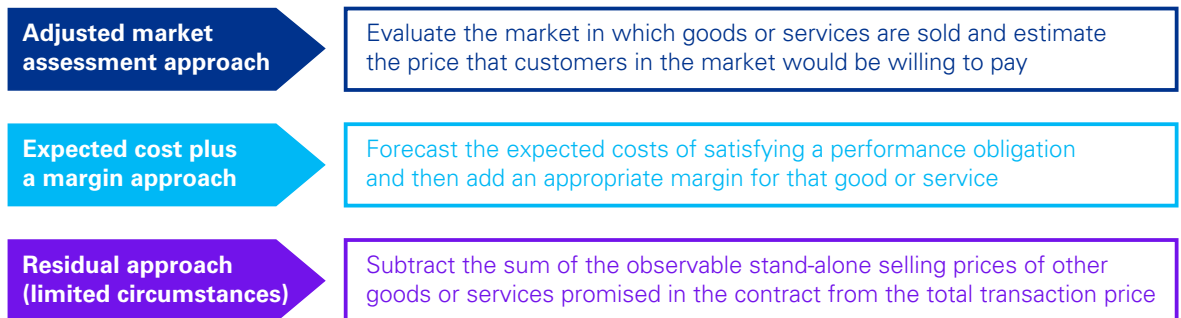 Adjusted market
assessment approach
Evaluate the market in which goods or services are sold and estimate
the price that customers in the market would be willing to pay
Expected cost plus
a margin approach
Forecast the expected costs of satisfying a performance obligation
and then add an appropriate margin for that good or service
Residual approach
(limited circumstances)
Subtract the sum of the observable stand-alone selling prices of other
goods or services promised in the contract from the total transaction price